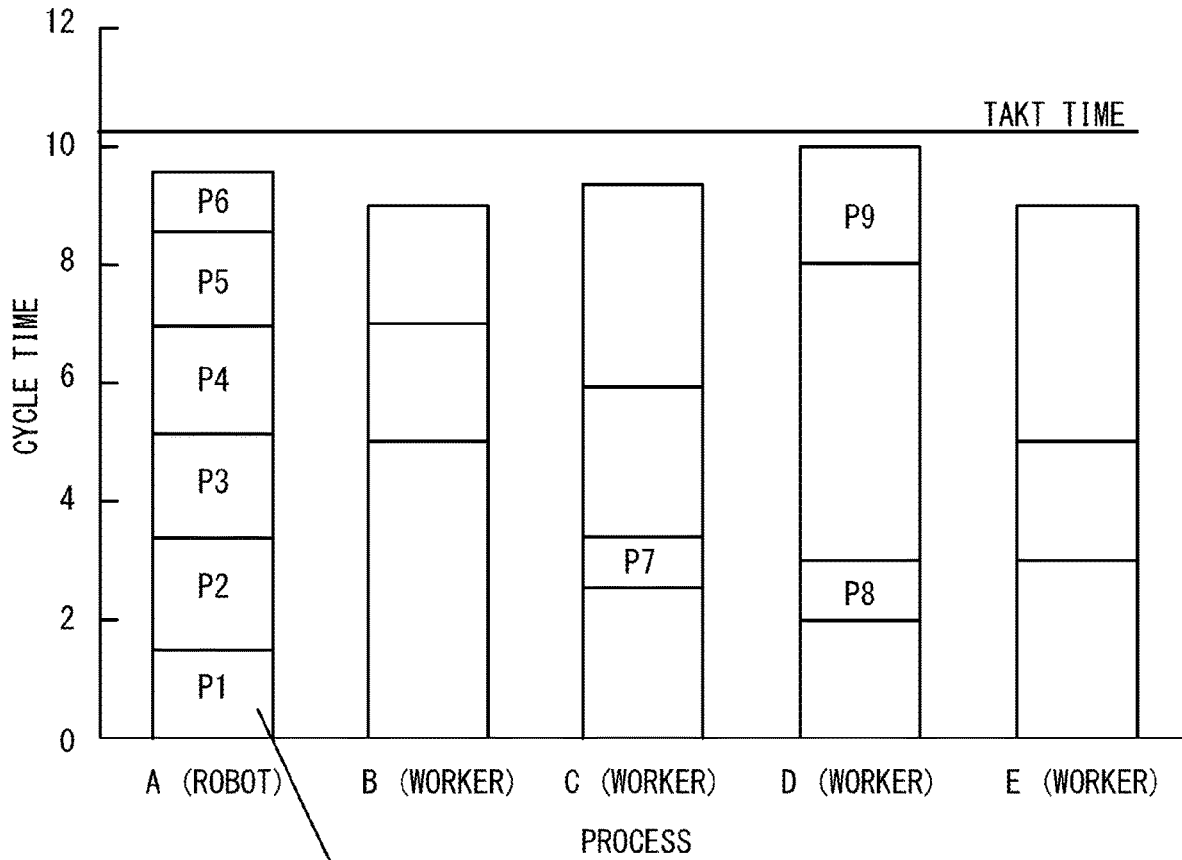 12
TAKT TIME
10
P6
P9
8
P5
P4
6
CYCLE TIME
P3
4
P7
P2
P8
2
P1
0
A (ROBOT)
B (WORKER)
C (WORKER)
D (WORKER)
E (WORKER)
PROCESS